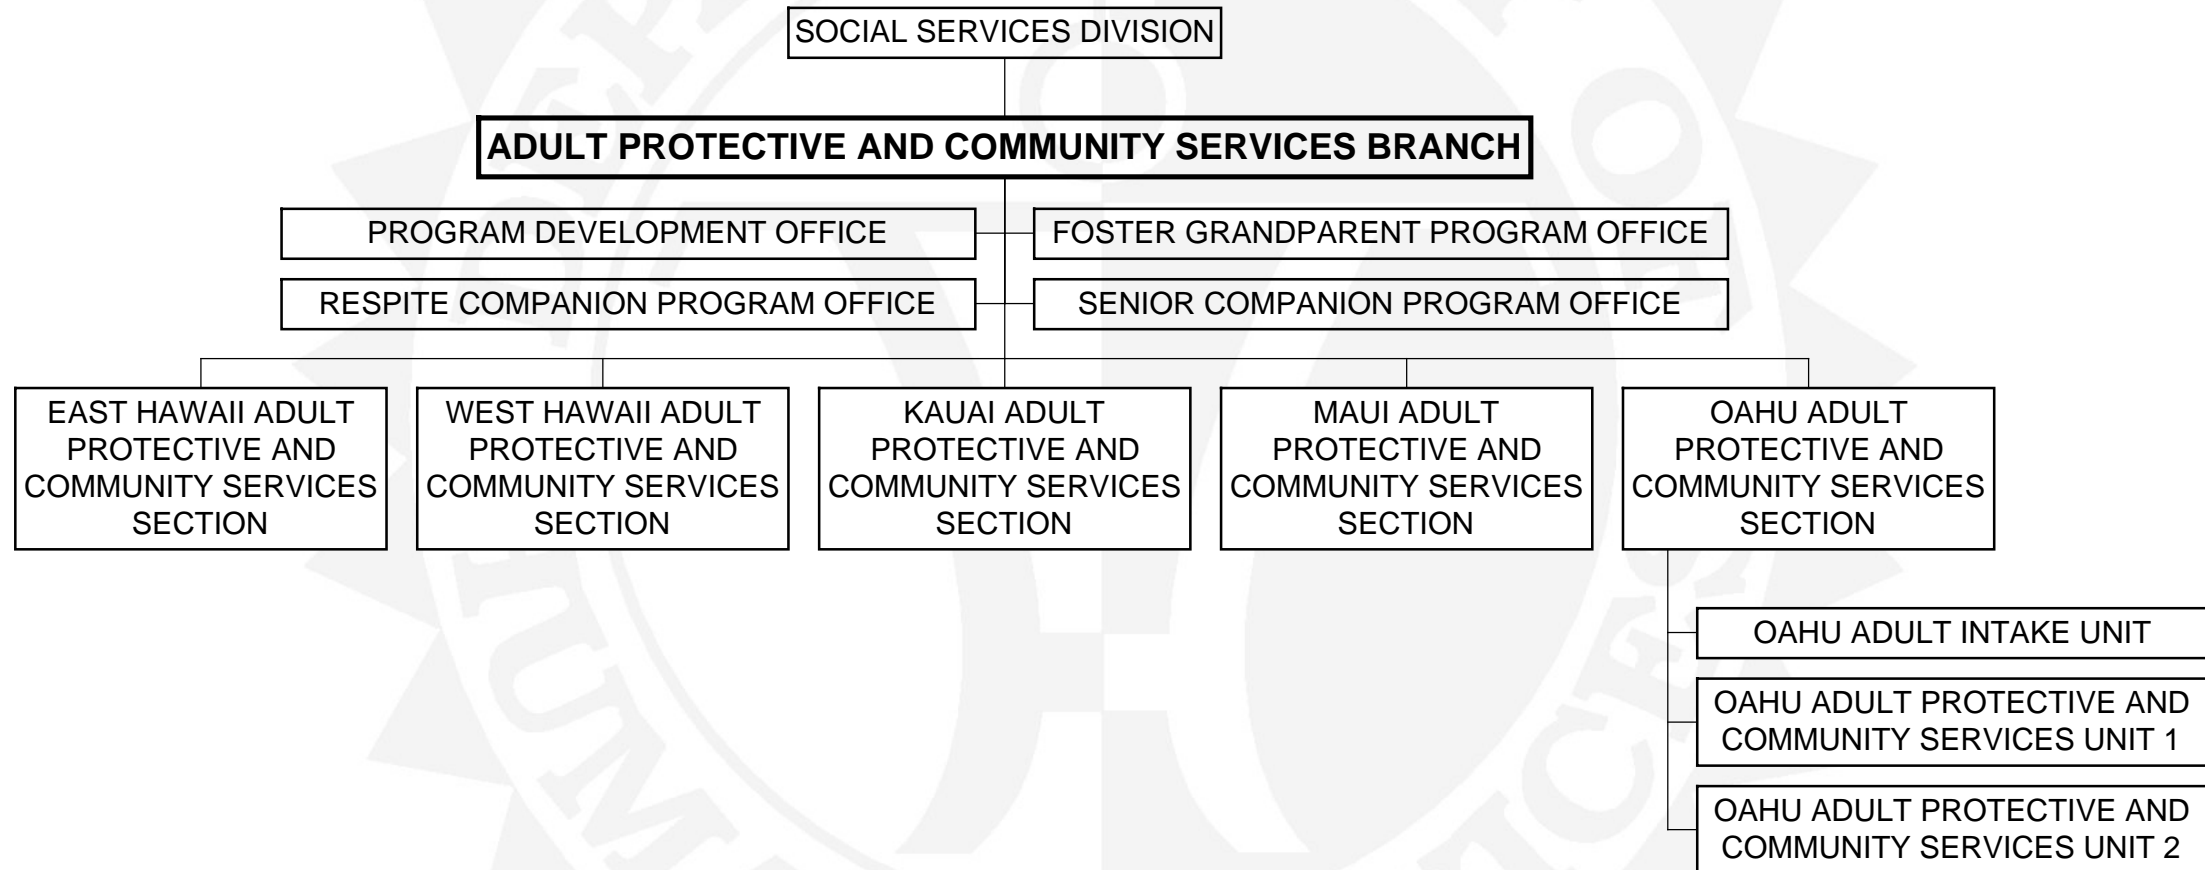 SOCIAL SERVICES DIVISION
ADULT PROTECTIVE AND COMMUNITY SERVICES BRANCH
PROGRAM DEVELOPMENT OFFICE
FOSTER GRANDPARENT PROGRAM OFFICE
RESPITE COMPANION PROGRAM OFFICE
SENIOR COMPANION PROGRAM OFFICE
EAST HAWAII ADULT
PROTECTIVE AND
COMMUNITY SERVICES
SECTION
WEST HAWAII ADULT
PROTECTIVE AND
COMMUNITY SERVICES
SECTION
KAUAI ADULT
PROTECTIVE AND
COMMUNITY SERVICES
SECTION
MAUI ADULT
PROTECTIVE AND
COMMUNITY SERVICES
SECTION
OAHU ADULT
PROTECTIVE AND
COMMUNITY SERVICES
SECTION
OAHU ADULT INTAKE UNIT
OAHU ADULT PROTECTIVE AND
COMMUNITY SERVICES UNIT 1
OAHU ADULT PROTECTIVE AND
COMMUNITY SERVICES UNIT 2